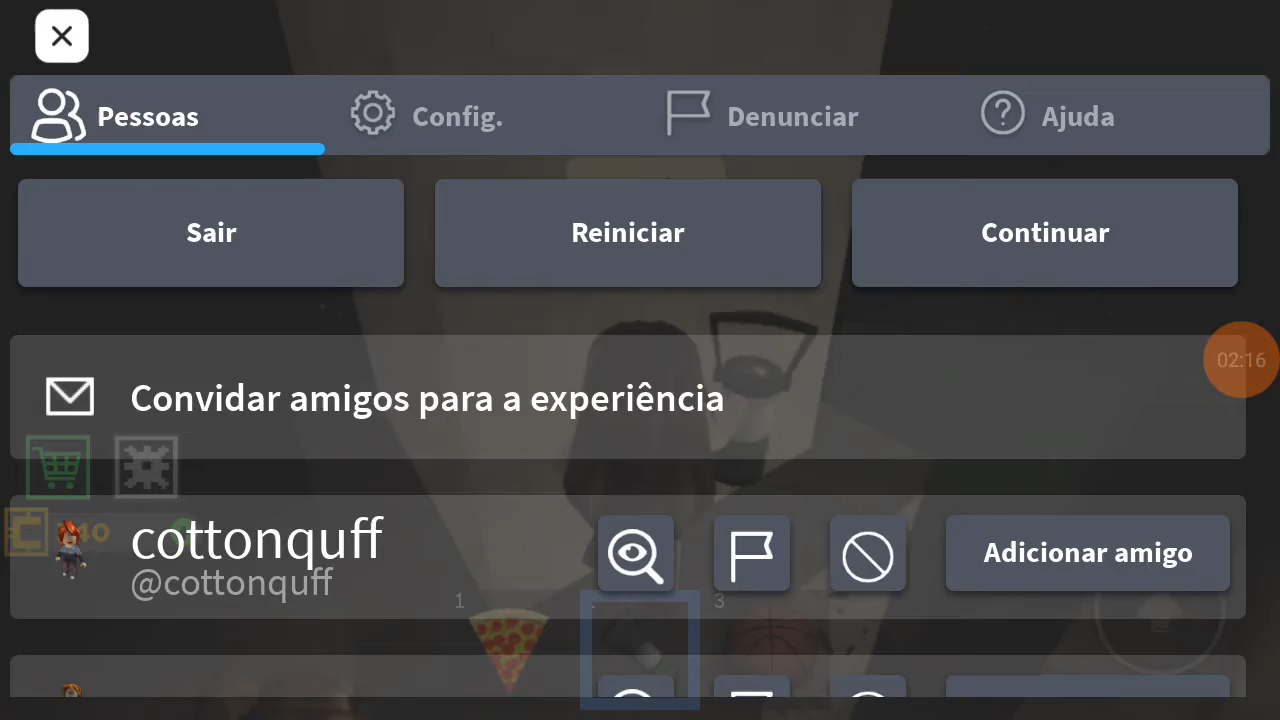 Pessoas
Config.
Denunciar
Ajuda
Sair
Reiniciar
Continuar
Convidar amigos para a experiência
02:16
cottonquff
@cottonquff
Adicionar amigo
1
3